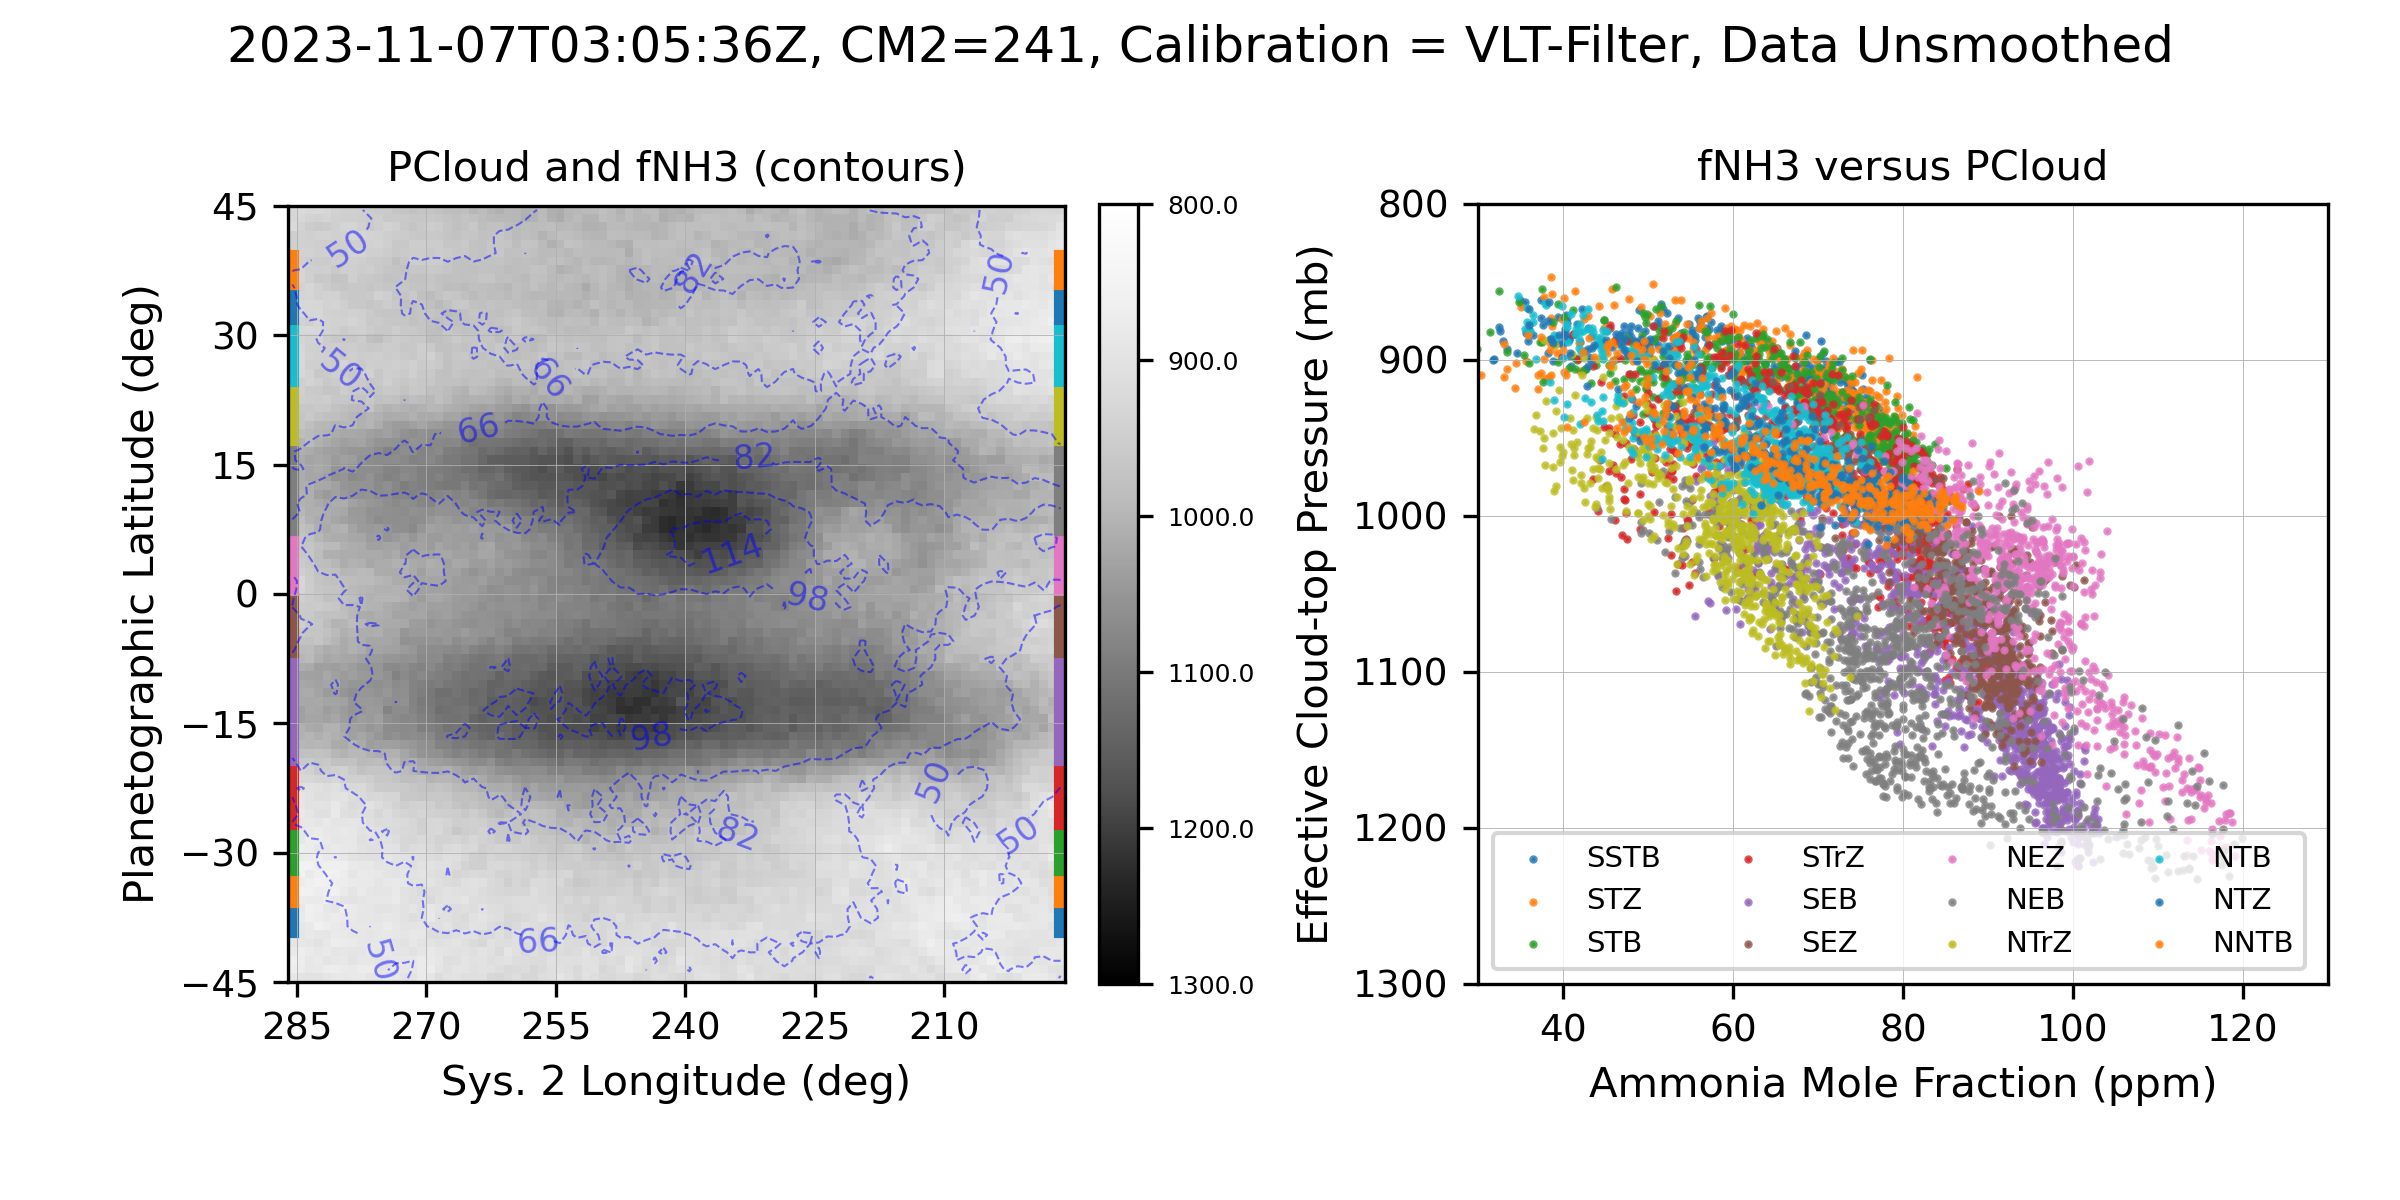 2023-11-07T03:05:36Z, CM2=241, Calibration = VLT-Filter, Data Unsmoothed
PCloud and fNH3 (contours)
45
30
15
0
−15
−30
−45
Planetographic Latitude (deg)
285 270 255 240 225 210
Sys. 2 Longitude (deg)
50
82
50
50
66
66
82
114
98
98
50
82
50
66
50
800.0
900.0
1000.0
1100.0
1200.0
1300.0
fNH3 versus PCloud
800
900
1000
1100
1200
1300
Effective Cloud-top Pressure (mb)
SSTB STrZ NEZ NTB
STZ SEB NEB NTZ
STB SEZ NTrZ NNTB
40 60 80 100 120
Ammonia Mole Fraction (ppm)